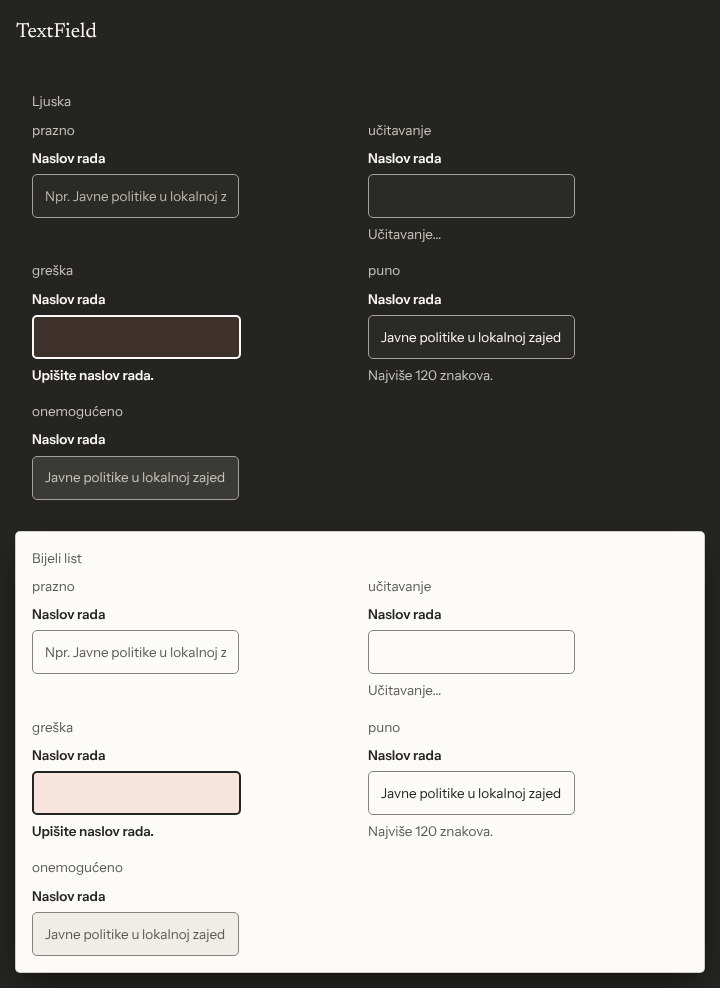 TextField
Ljuska
prazno
učitavanje
Naslov rada
Naslov rada
Npr. Javne politike u lokalnoj z
Učitavanje…
greška
puno
Naslov rada
Naslov rada
Javne politike u lokalnoj zajed
Upišite naslov rada.
Najviše 120 znakova.
onemogućeno
Naslov rada
Javne politike u lokalnoj zajed
Bijeli list
prazno
učitavanje
Naslov rada
Naslov rada
Npr. Javne politike u lokalnoj z
Učitavanje…
greška
puno
Naslov rada
Naslov rada
Javne politike u lokalnoj zajed
Upišite naslov rada.
Najviše 120 znakova.
onemogućeno
Naslov rada
Javne politike u lokalnoj zajed